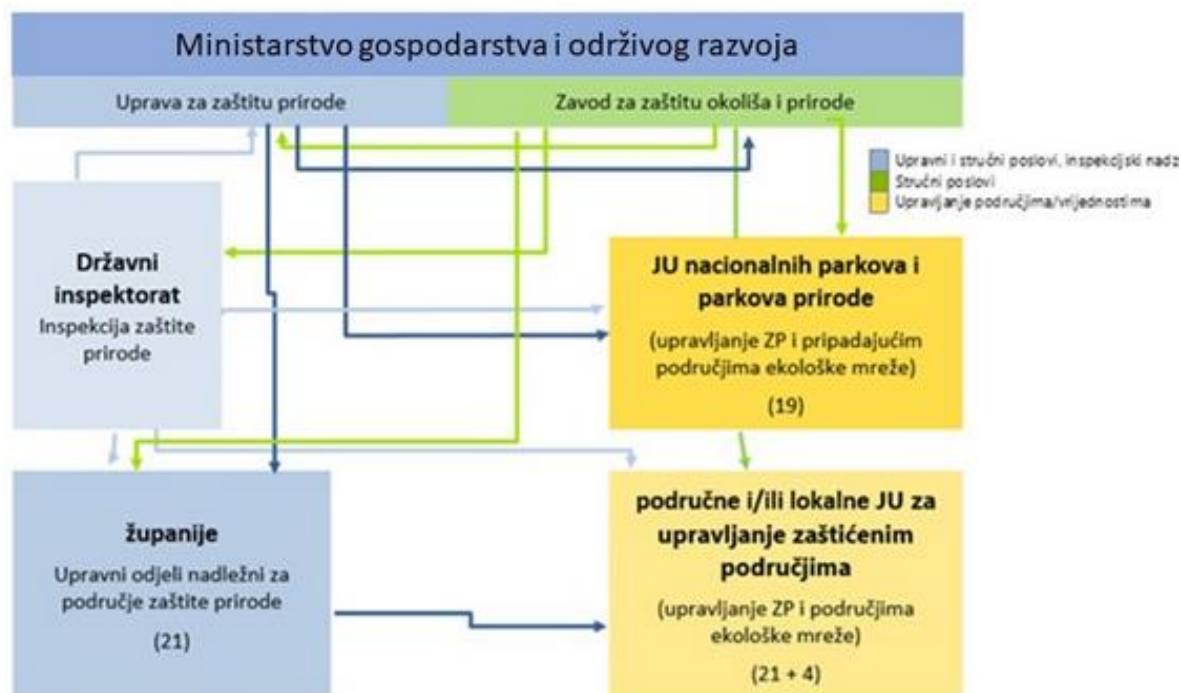 Ministarstvo gospodarstva i održivog razvoja
Uprava za zaštitu prirode
Zavod za zaštitu okoliša i prirode
Upravni i stručni poslovi, inspekcijski nadz
Stručni poslovi
Upravljanje područjima/vrijednostima
Državni
inspektorat
Inspekcija zaštite
prirode
JU nacionalnih parkova i
parkova prirode
(upravljanje ZP i pripadajućim
područjima ekološke mreže)
(19)
županije
Upravni odjeli nadležni za
područje zaštite prirode
(21)
područne i/ili lokalne JU za
upravljanje zaštićenim
područjima
(upravljanje ZP i područjima
ekološke mreže)
(21 + 4)